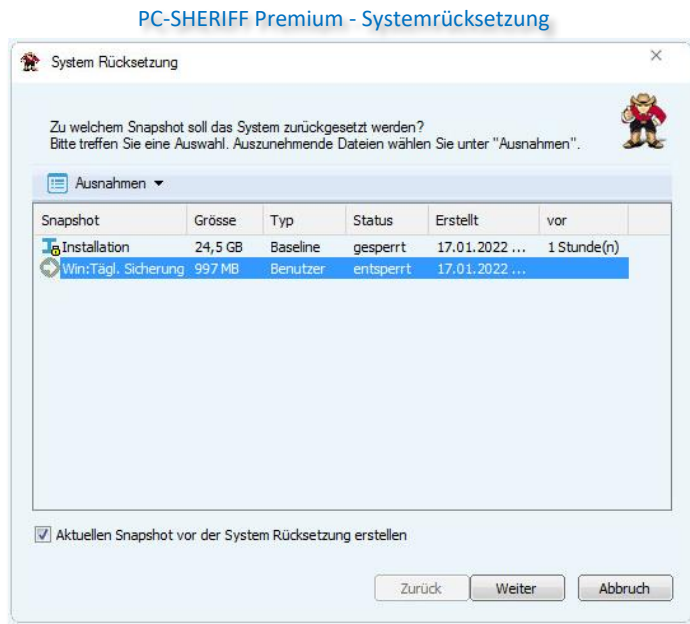 PC-SHERIFF Premium - Systemrücksetzung
System Rücksetzung
Zu welchem Snapshot soll das System zurückgesetzt werden?
Bitte treffen Sie eine Auswahl. Auszunehmende Dateien wählen Sie unter "Ausnahmen".
Ausnahmen
Snapshot Grösse Typ Status Erstellt vor
Installation 24,5 GB Baseline gesperrt 17.01.2022 ... 1 Stunde(n)
Win:Tägl. Sicherung 997 MB Benutzer entsperrt 17.01.2022 ...
Aktuellen Snapshot vor der System Rücksetzung erstellen
Zurück Weiter Abbruch